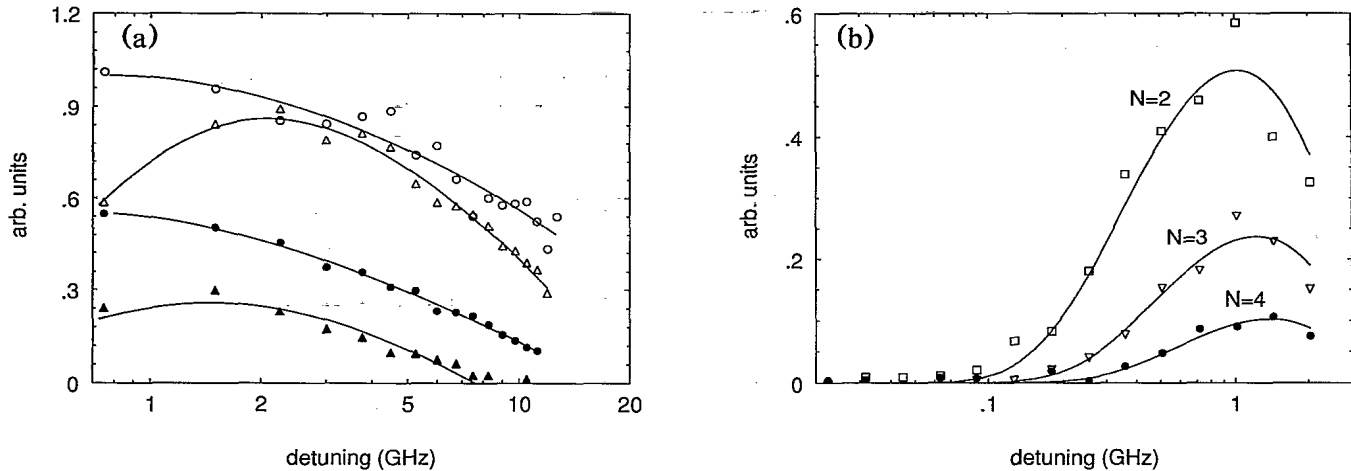 (a)
1.2
.9
.6
.3
0
arb. units
1
2
5
10
20
detuning (GHz)
(b)
.6
.4
.2
0
arb. units
N=2
N=3
N=4
.1
1
detuning (GHz)